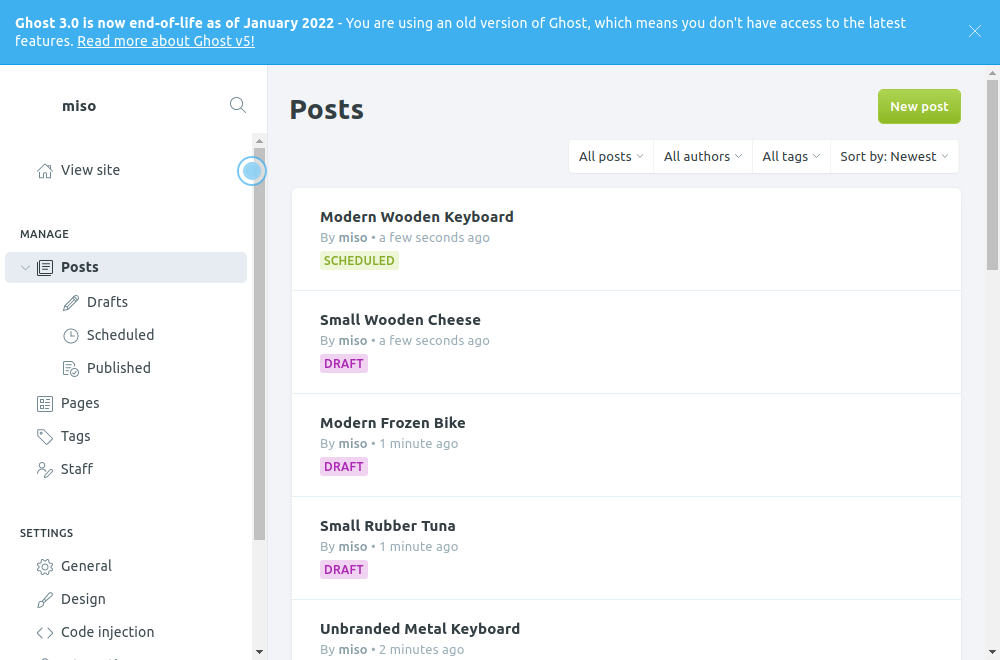 Ghost 3.0 is now end-of-life as of January 2022 - You are using an old version of Ghost, which means you don't have access to the latest
features. Read more about Ghost v5!
miso
View site
MANAGE
Posts
Drafts
Scheduled
Published
Pages
Tags
Staff
SETTINGS
General
Design
Code injection
Posts
New post
All posts
All authors
All tags
Sort by: Newest
Modern Wooden Keyboard
By miso • a few seconds ago
SCHEDULED
Small Wooden Cheese
By miso • a few seconds ago
DRAFT
Modern Frozen Bike
By miso • 1 minute ago
DRAFT
Small Rubber Tuna
By miso • 1 minute ago
DRAFT
Unbranded Metal Keyboard
By miso • 2 minutes ago